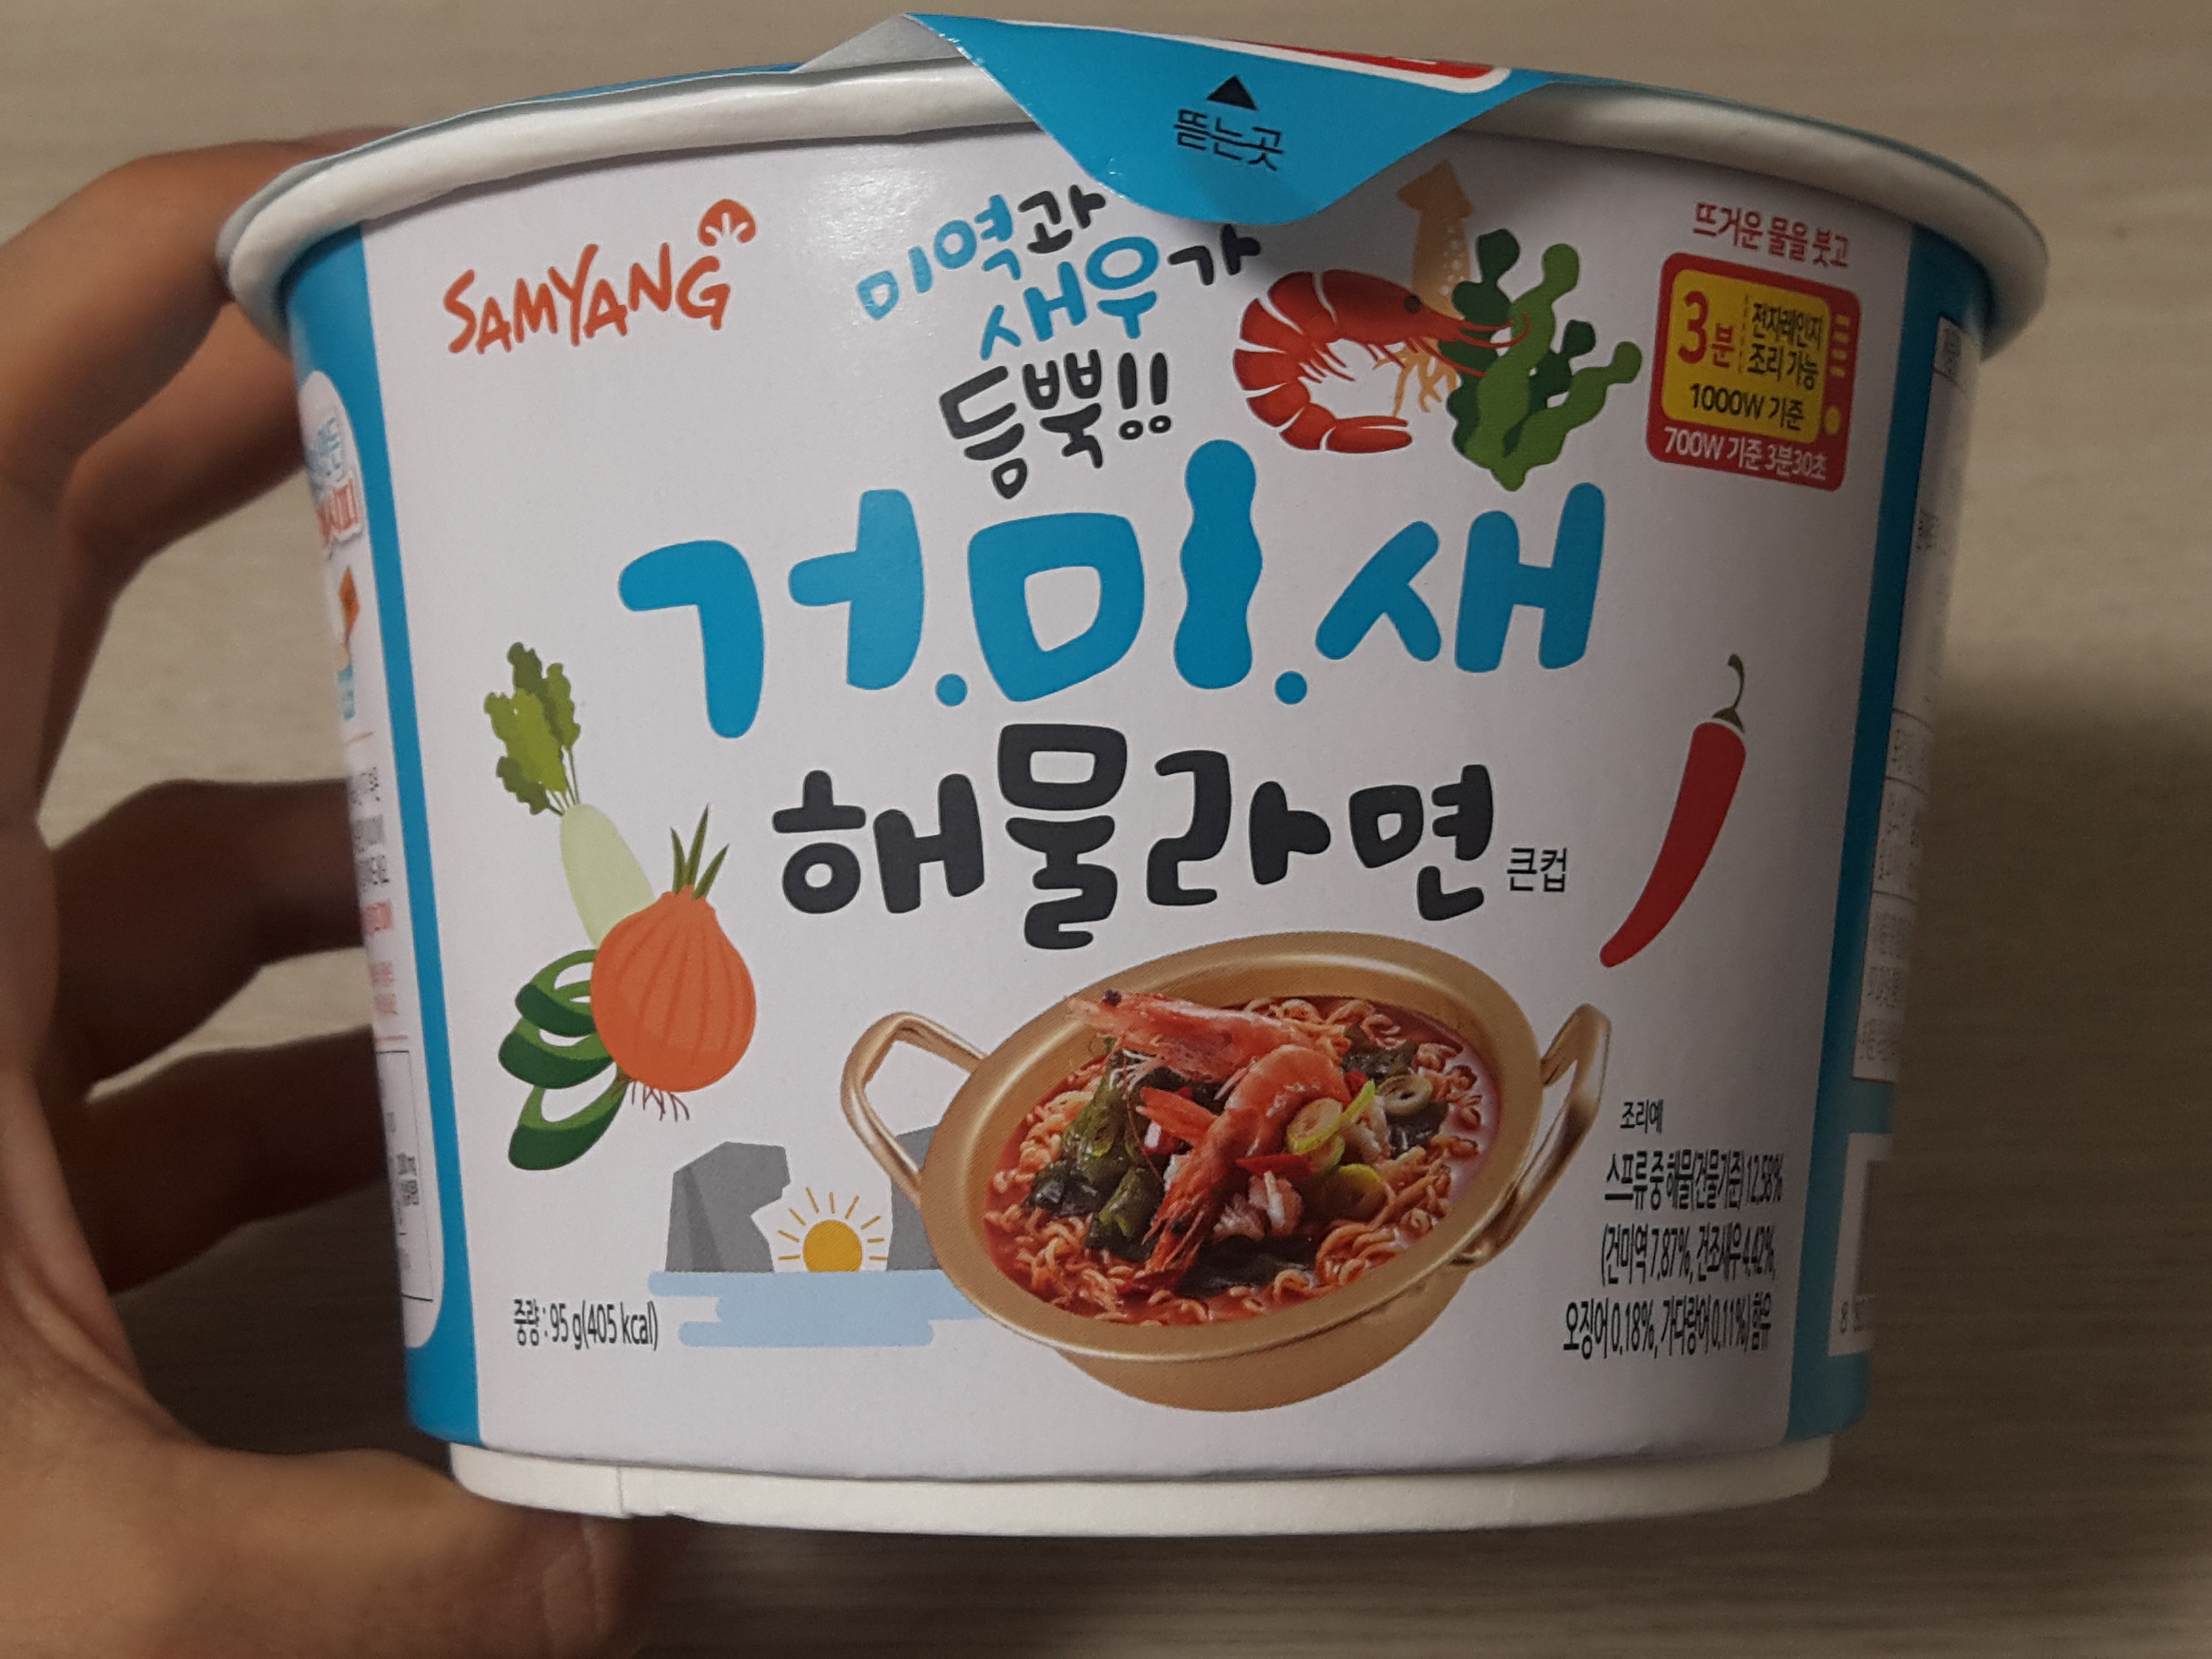 뜯는곳
SAMYANG
미역과
새우가
듬뿍!!
뜨거운 물을 붓고
3분 전자레인지
조리 가능
1000W 기준
700W 기준 3분30초
거.미.새
해물라면 큰컵
조리예
스프류 중 해물(건물기준) 12.58%
(건미역 7.87%, 건조새우 4.42%,
오징어 0.18%, 가다랑어 0.11%) 함유
중량 : 95 g(405 kcal)